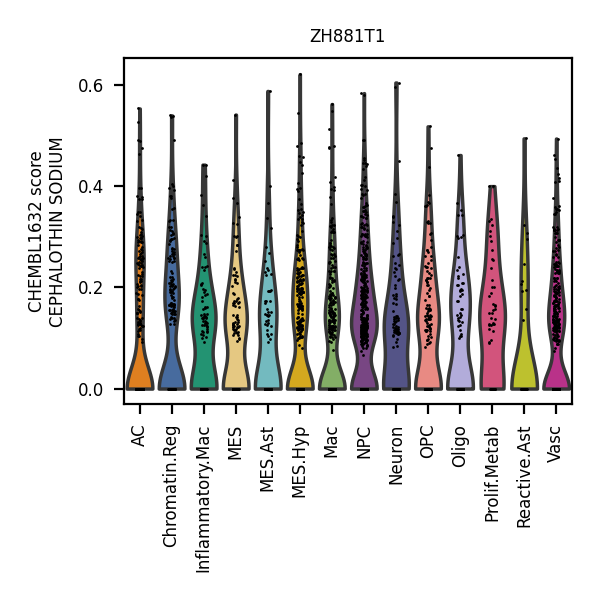 ZH881T1
CHEMBL1632 score
CEPHALOTHIN SODIUM
0.6
0.4
0.2
0.0
AC
Chromatin.Reg
Inflammatory.Mac
MES
MES.Ast
MES.Hyp
Mac
NPC
Neuron
OPC
Oligo
Prolif.Metab
Reactive.Ast
Vasc